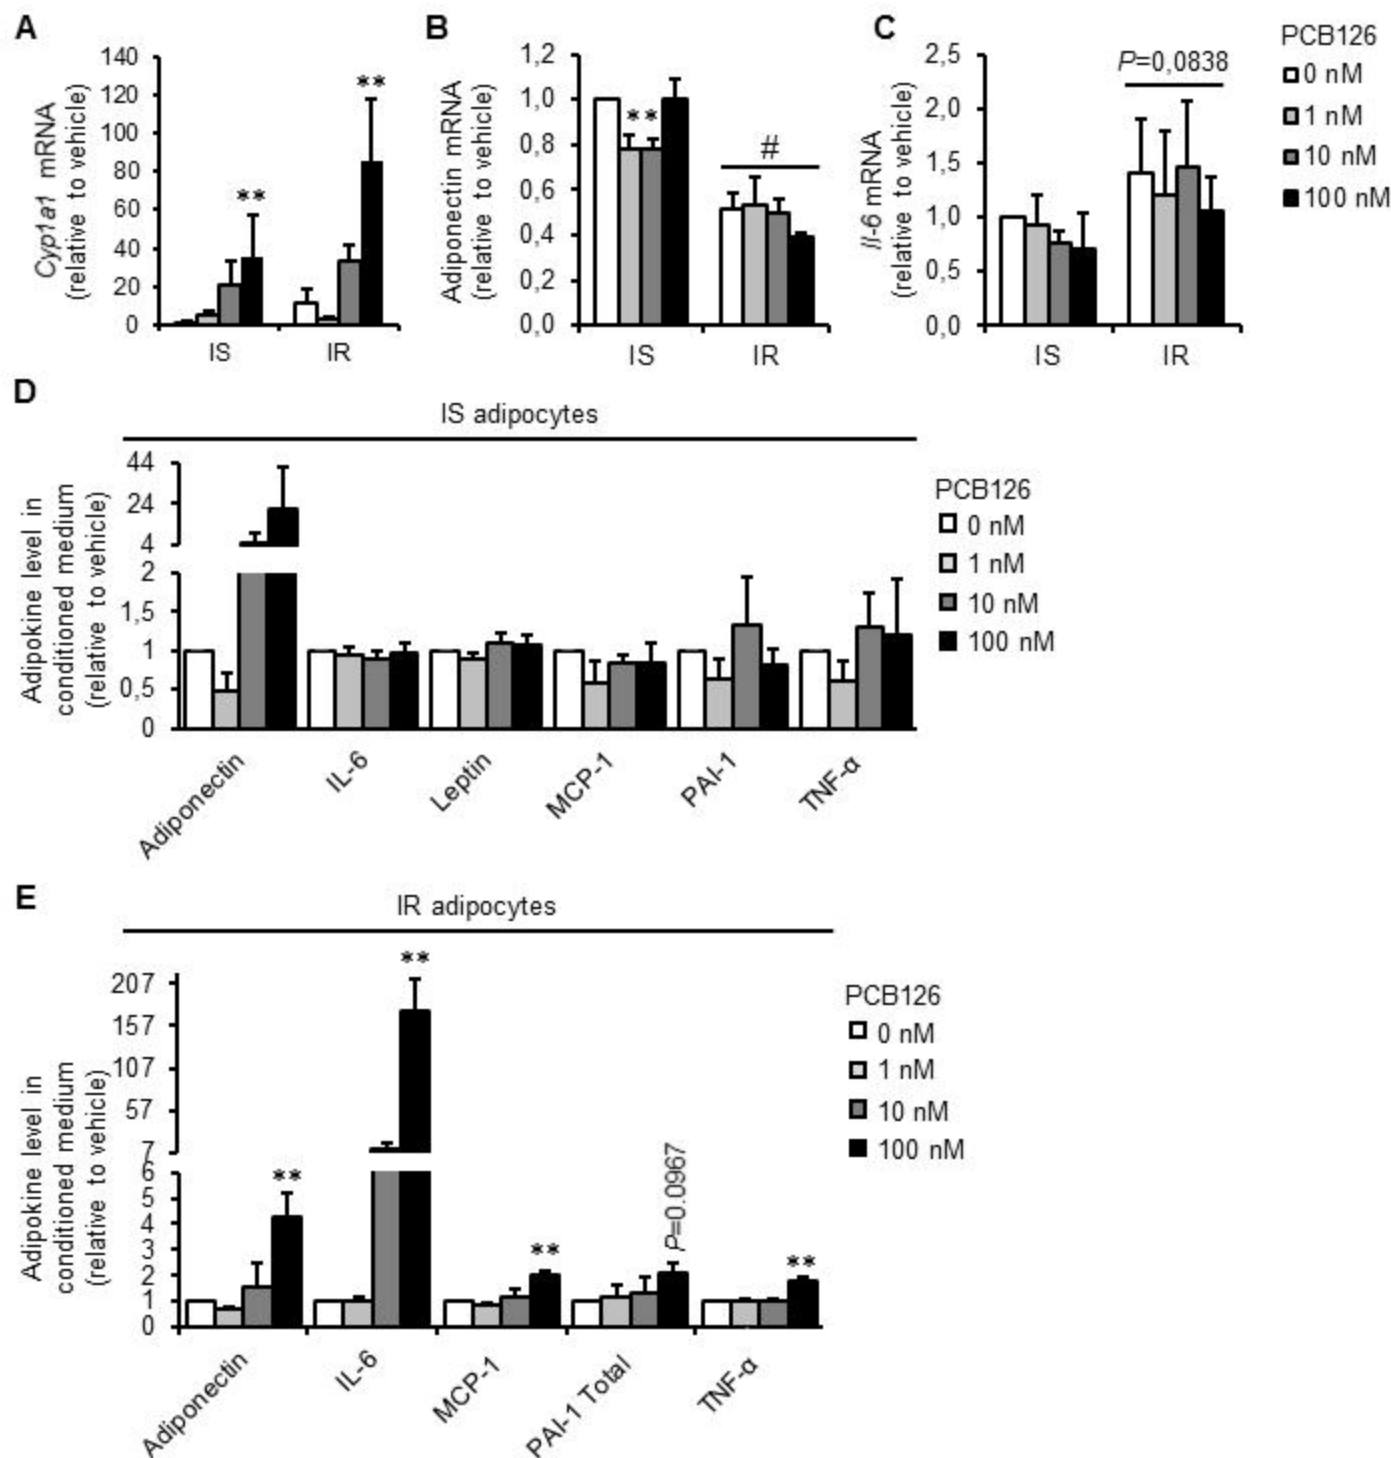 A
Cyp1a1 mRNA
(relative to vehicle)
140
120
100
80
60
40
20
0
**
**
IS
IR
B
Adiponectin mRNA
(relative to vehicle)
1,2
1,0
0,8
0,6
0,4
0,2
0,0
**
#
IS
IR
C
Il-6 mRNA
(relative to vehicle)
2,5
2,0
1,5
1,0
0,5
0,0
P=0,0838
IS
IR
PCB126
0 nM
1 nM
10 nM
100 nM
D
IS adipocytes
Adipokine level in
conditioned medium
(relative to vehicle)
44
24
4
2
1,5
1
0,5
0
Adiponectin
IL-6
Leptin
MCP-1
PAI-1
TNF-α
PCB126
0 nM
1 nM
10 nM
100 nM
E
IR adipocytes
Adipokine level in
conditioned medium
(relative to vehicle)
207
157
107
57
7
6
5
4
3
2
1
0
**
**
**
P=0.0967
**
Adiponectin
IL-6
MCP-1
PAI-1 Total
TNF-α
PCB126
0 nM
1 nM
10 nM
100 nM